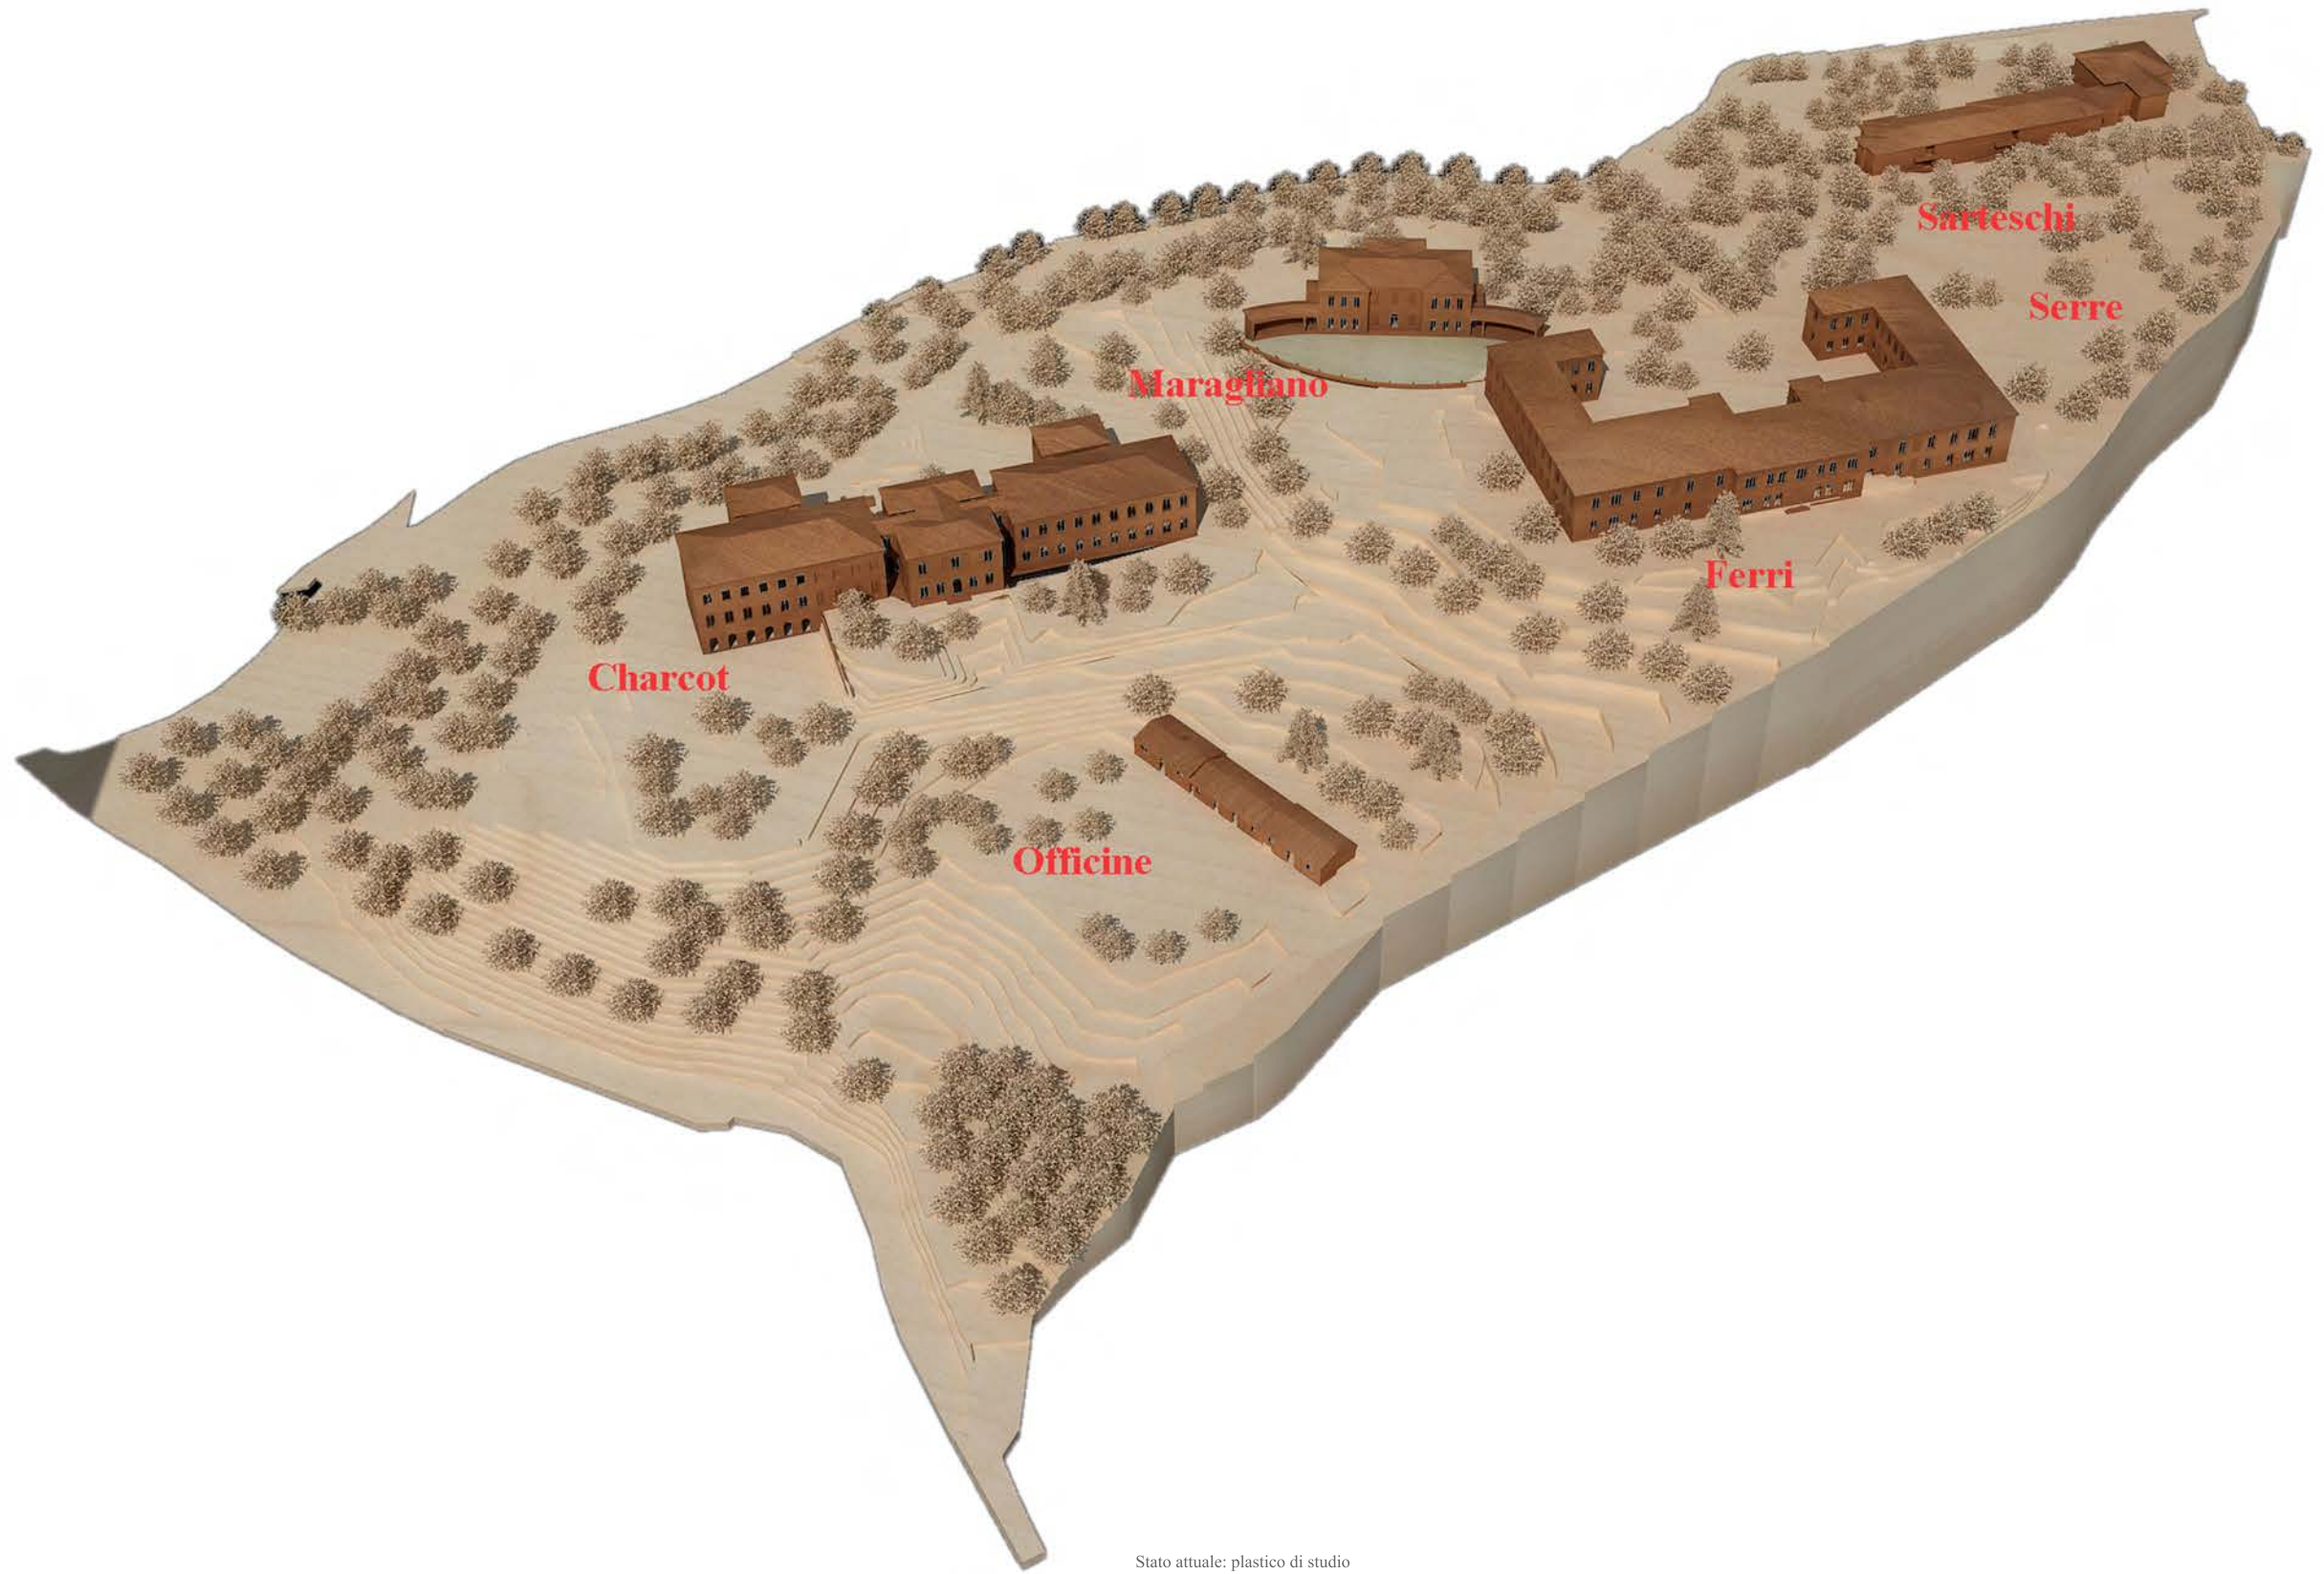 Sarteschi
Serre
Maragliano
Ferri
Charcot
Officine
Stato attuale: plastico di studio